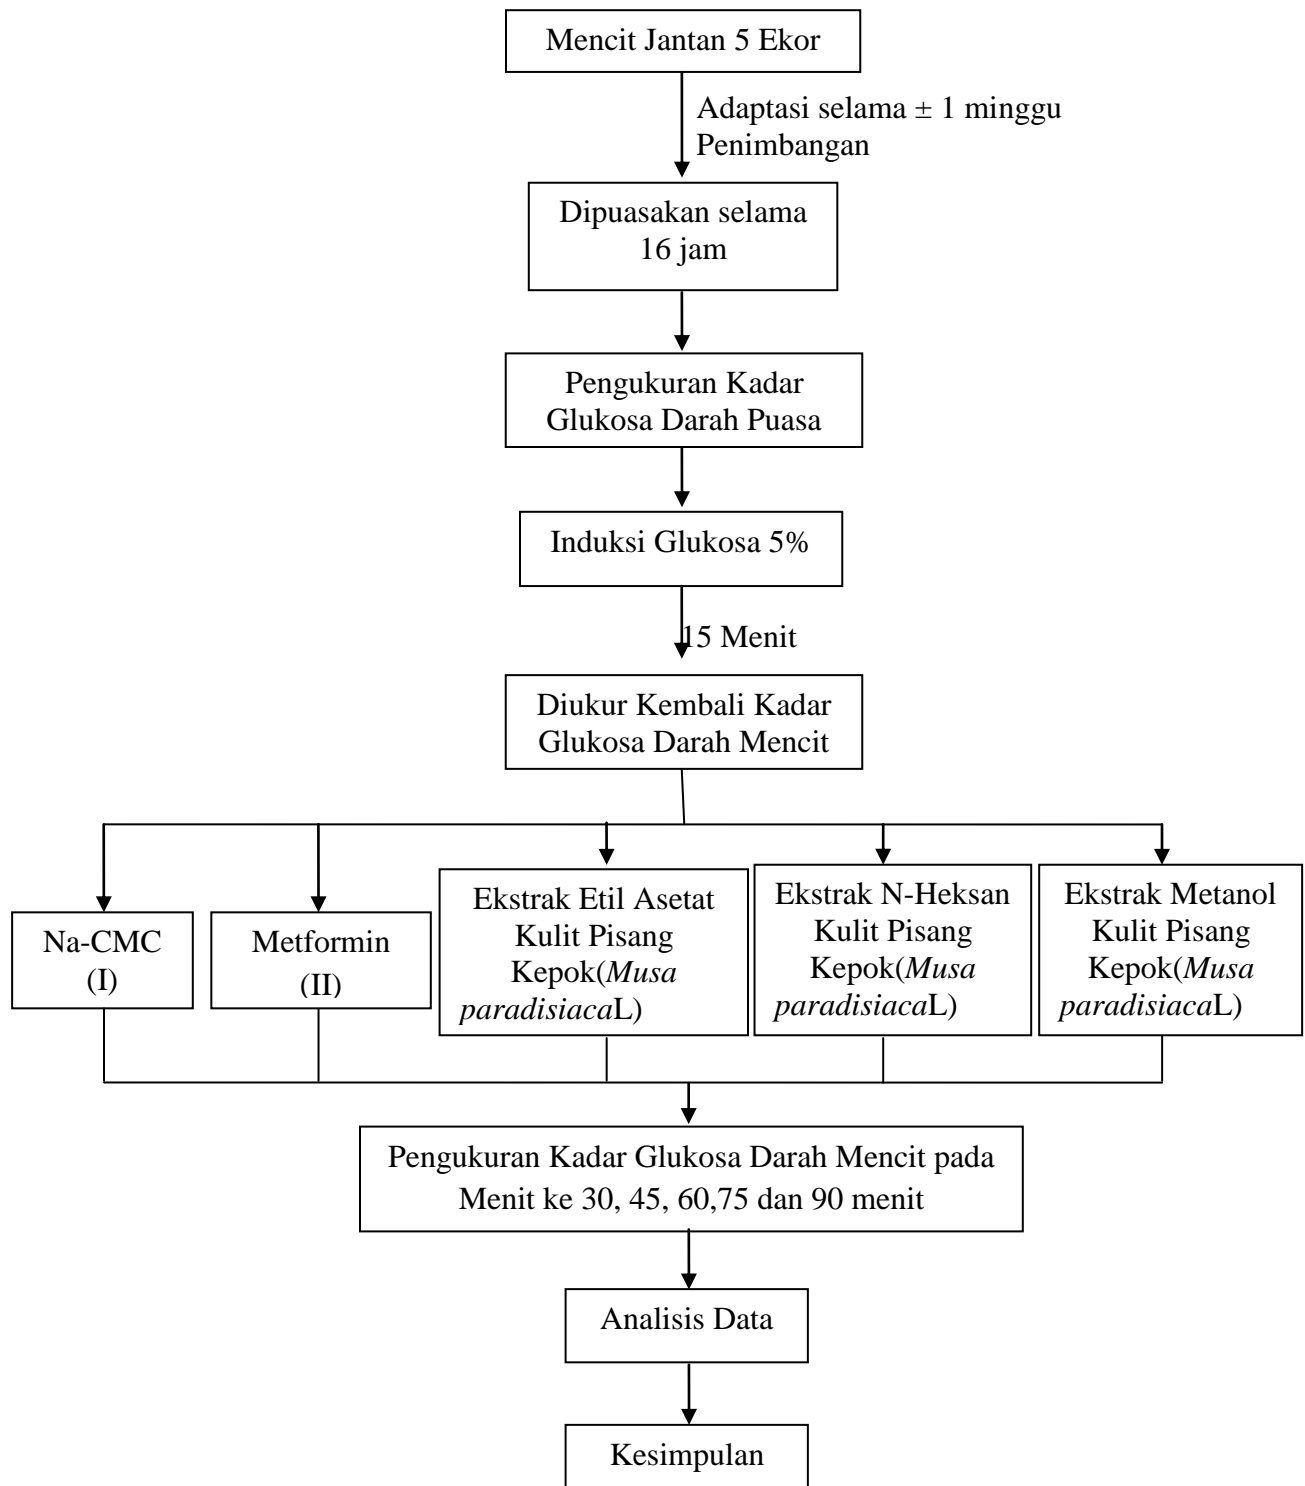 Mencit Jantan 5 Ekor
Adaptasi selama ± 1 minggu
Penimbangan
Dipuasakan selama
16 jam
Pengukuran Kadar
Glukosa Darah Puasa
Induksi Glukosa 5%
15 Menit
Diukur Kembali Kadar
Glukosa Darah Mencit
Na-CMC
(I)
Metformin
(II)
Ekstrak Etil Asetat
Kulit Pisang
Kepok(Musa
paradisiacaL)
Ekstrak N-Heksan
Kulit Pisang
Kepok(Musa
paradisiacaL)
Ekstrak Metanol
Kulit Pisang
Kepok(Musa
paradisiacaL)
Pengukuran Kadar Glukosa Darah Mencit pada
Menit ke 30, 45, 60,75 dan 90 menit
Analisis Data
Kesimpulan